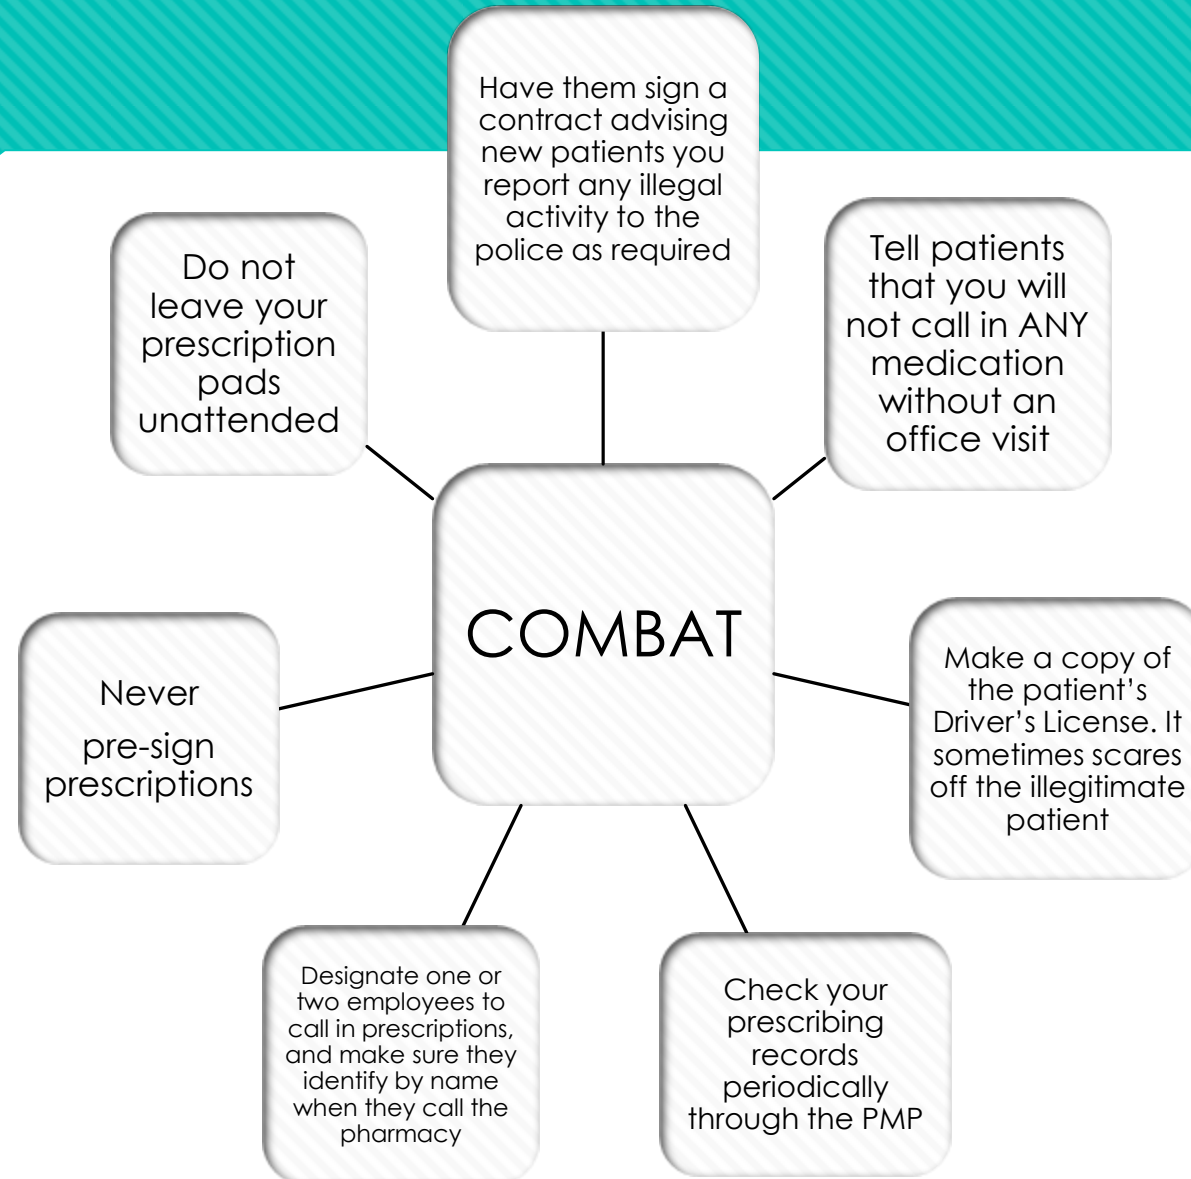 Have them sign a
contract advising
new patients you
report any illegal
activity to the
police as required
Tell patients
that you will
not call in ANY
medication
without an
office visit
Make a copy of
the patient’s
Driver’s License. It
sometimes scares
off the illegitimate
patient
Check your
prescribing
records
periodically
through the PMP
Designate one or
two employees to
call in prescriptions,
and make sure they
identify by name
when they call the
pharmacy
Never
pre-sign
prescriptions
Do not
leave your
prescription
pads
unattended
COMBAT